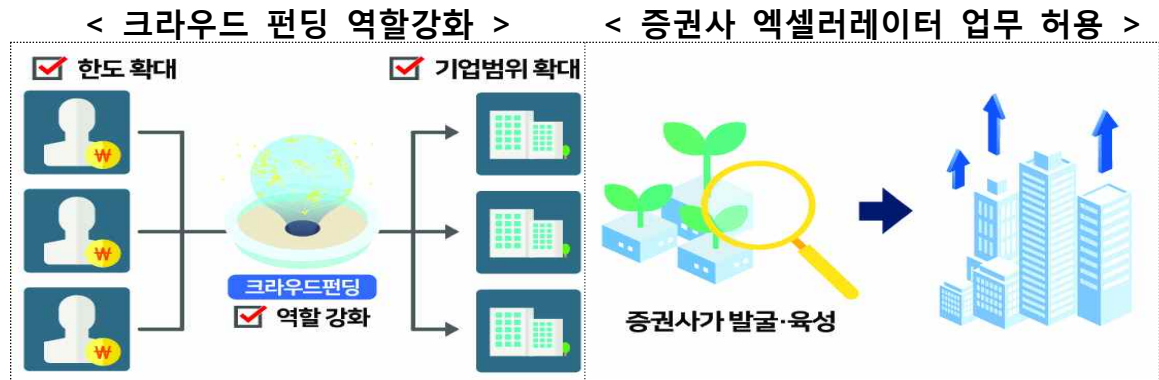 < 크라우드 펀딩 역할강화 >
< 증권사 엑셀러레이터 업무 허용 >
한도 확대
기업범위 확대
₩
₩
₩
크라우드펀딩
역할 강화
증권사가 발굴·육성